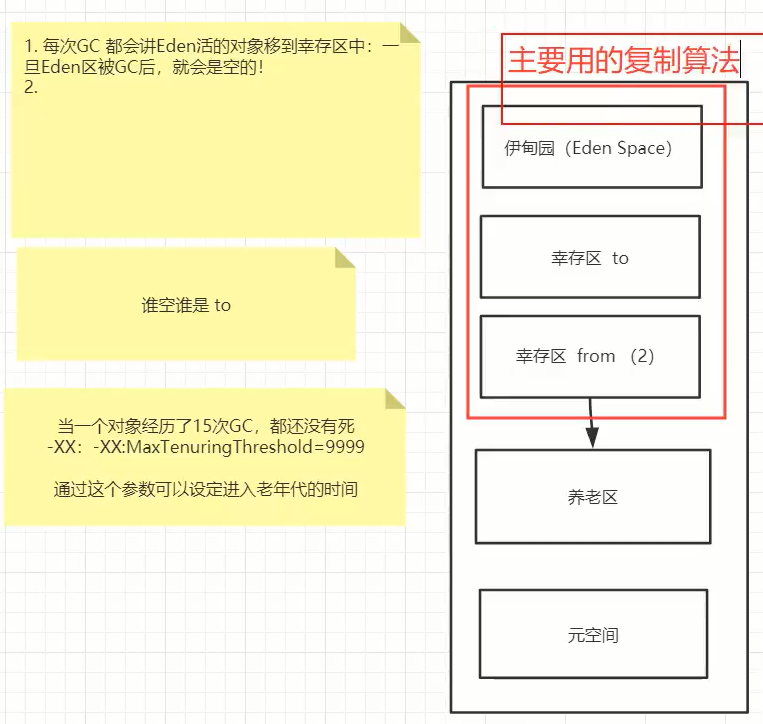 1. 每次GC 都会讲Eden活的对象移到幸存区中：一
旦Eden区被GC后，就会是空的！
2.
谁空谁是 to
当一个对象经历了15次GC，都还没有死
-XX： -XX:MaxTenuringThreshold=9999
通过这个参数可以设定进入老年代的时间
主要用的复制算法
伊甸园（Eden Space）
幸存区 to
幸存区 from （2）
养老区
元空间